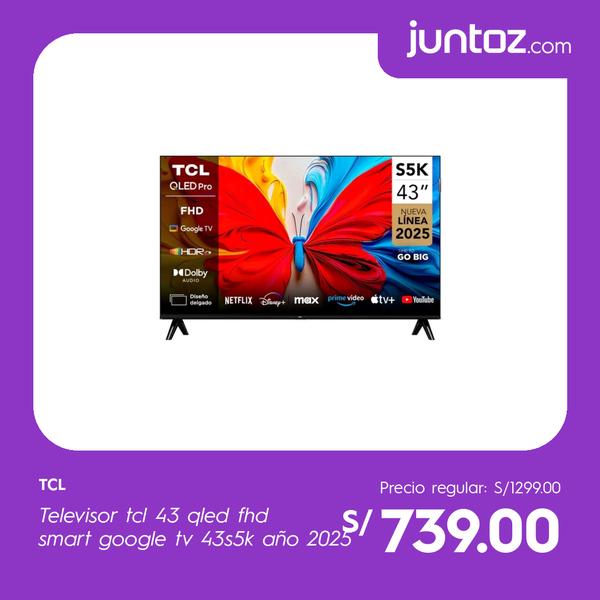 juntoz.com
TCL
QLED Pro
FHD
Google TV
HDR
Dolby
AUDIO
Diseño
delgado
S5K
43"
NUEVA
LÍNEA
2025
GO BIG
NETFLIX
Disney+
max
prime video
tv+
YouTube
TCL
Precio regular: S/1299.00
Televisor tcl 43 qled fhd
smart google tv 43s5k año 2025
S/ 739.00